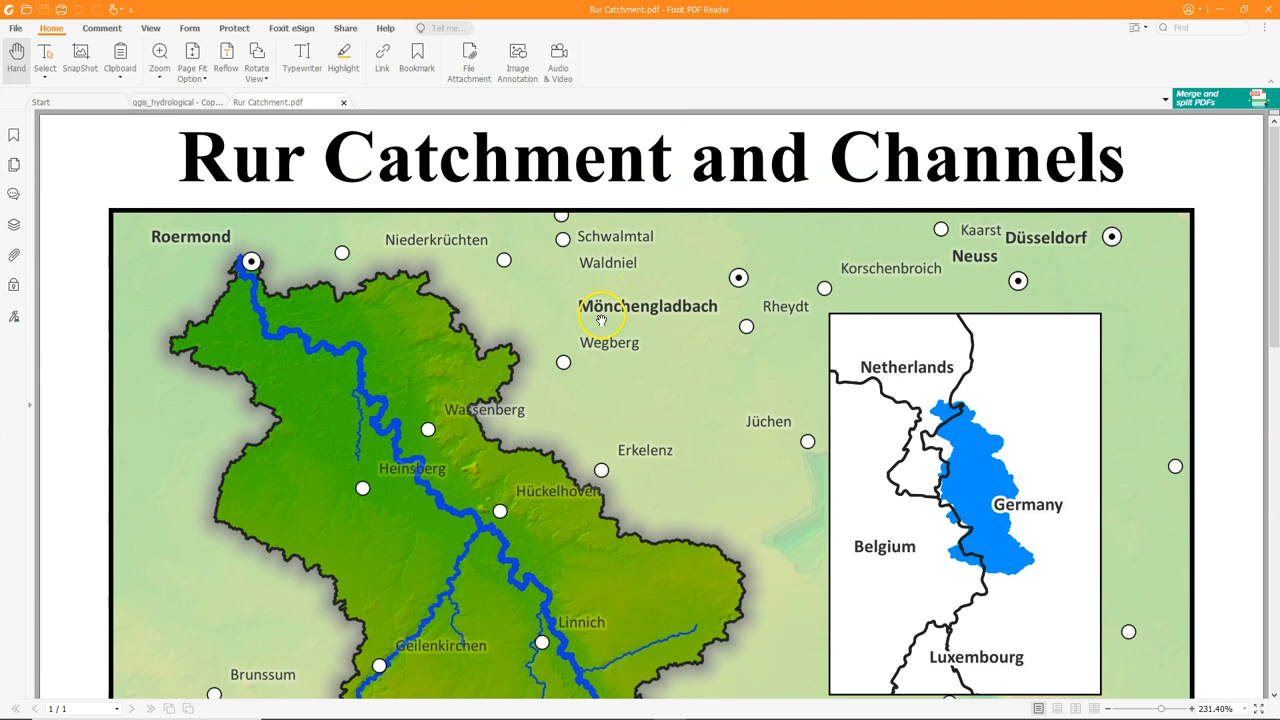 Rur Catchment.pdf - Foxit PDF Reader
File Home Comment View Form Protect Foxit eSign Share Help Tell me... Find
Hand Select SnapShot Clipboard Zoom Page Fit Option Reflow Rotate View Typewriter Highlight Link Bookmark File Attachment Image Annotation Audio & Video
Start qgis_hydrological - Cop... Rur Catchment.pdf
Merge and split PDFs
Rur Catchment and Channels
Roermond
Niederkrüchten
Schwalmtal
Kaarst
Düsseldorf
Neuss
Waldniel
Korschenbroich
Mönchengladbach
Rheydt
Wegberg
Netherlands
Wassenberg
Jüchen
Erkelenz
Heinsberg
Hückelhoven
Germany
Belgium
Linnich
Geilenkirchen
Luxembourg
Brunssum
1 / 1
231.40%